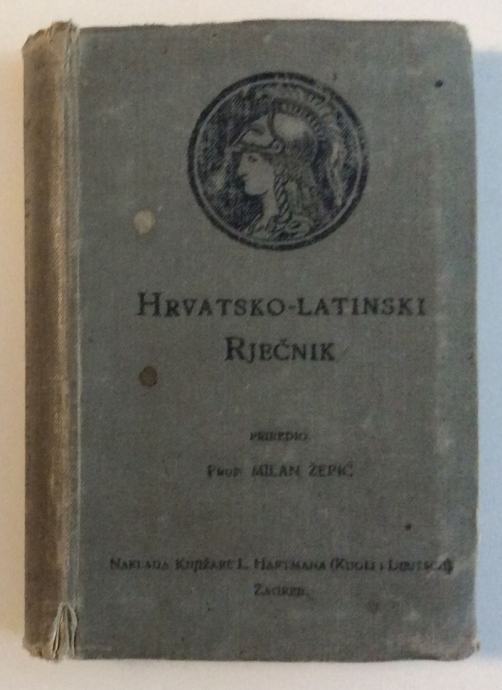 HRVATSKO-LATINSKI
RJEČNIK
PRIREDIO
PROF. MILAN ŽEPIĆ
NAKLADA KNJIŽARE L. HARTMANA (KUGLI I DEUTSCH)
ZAGREB.